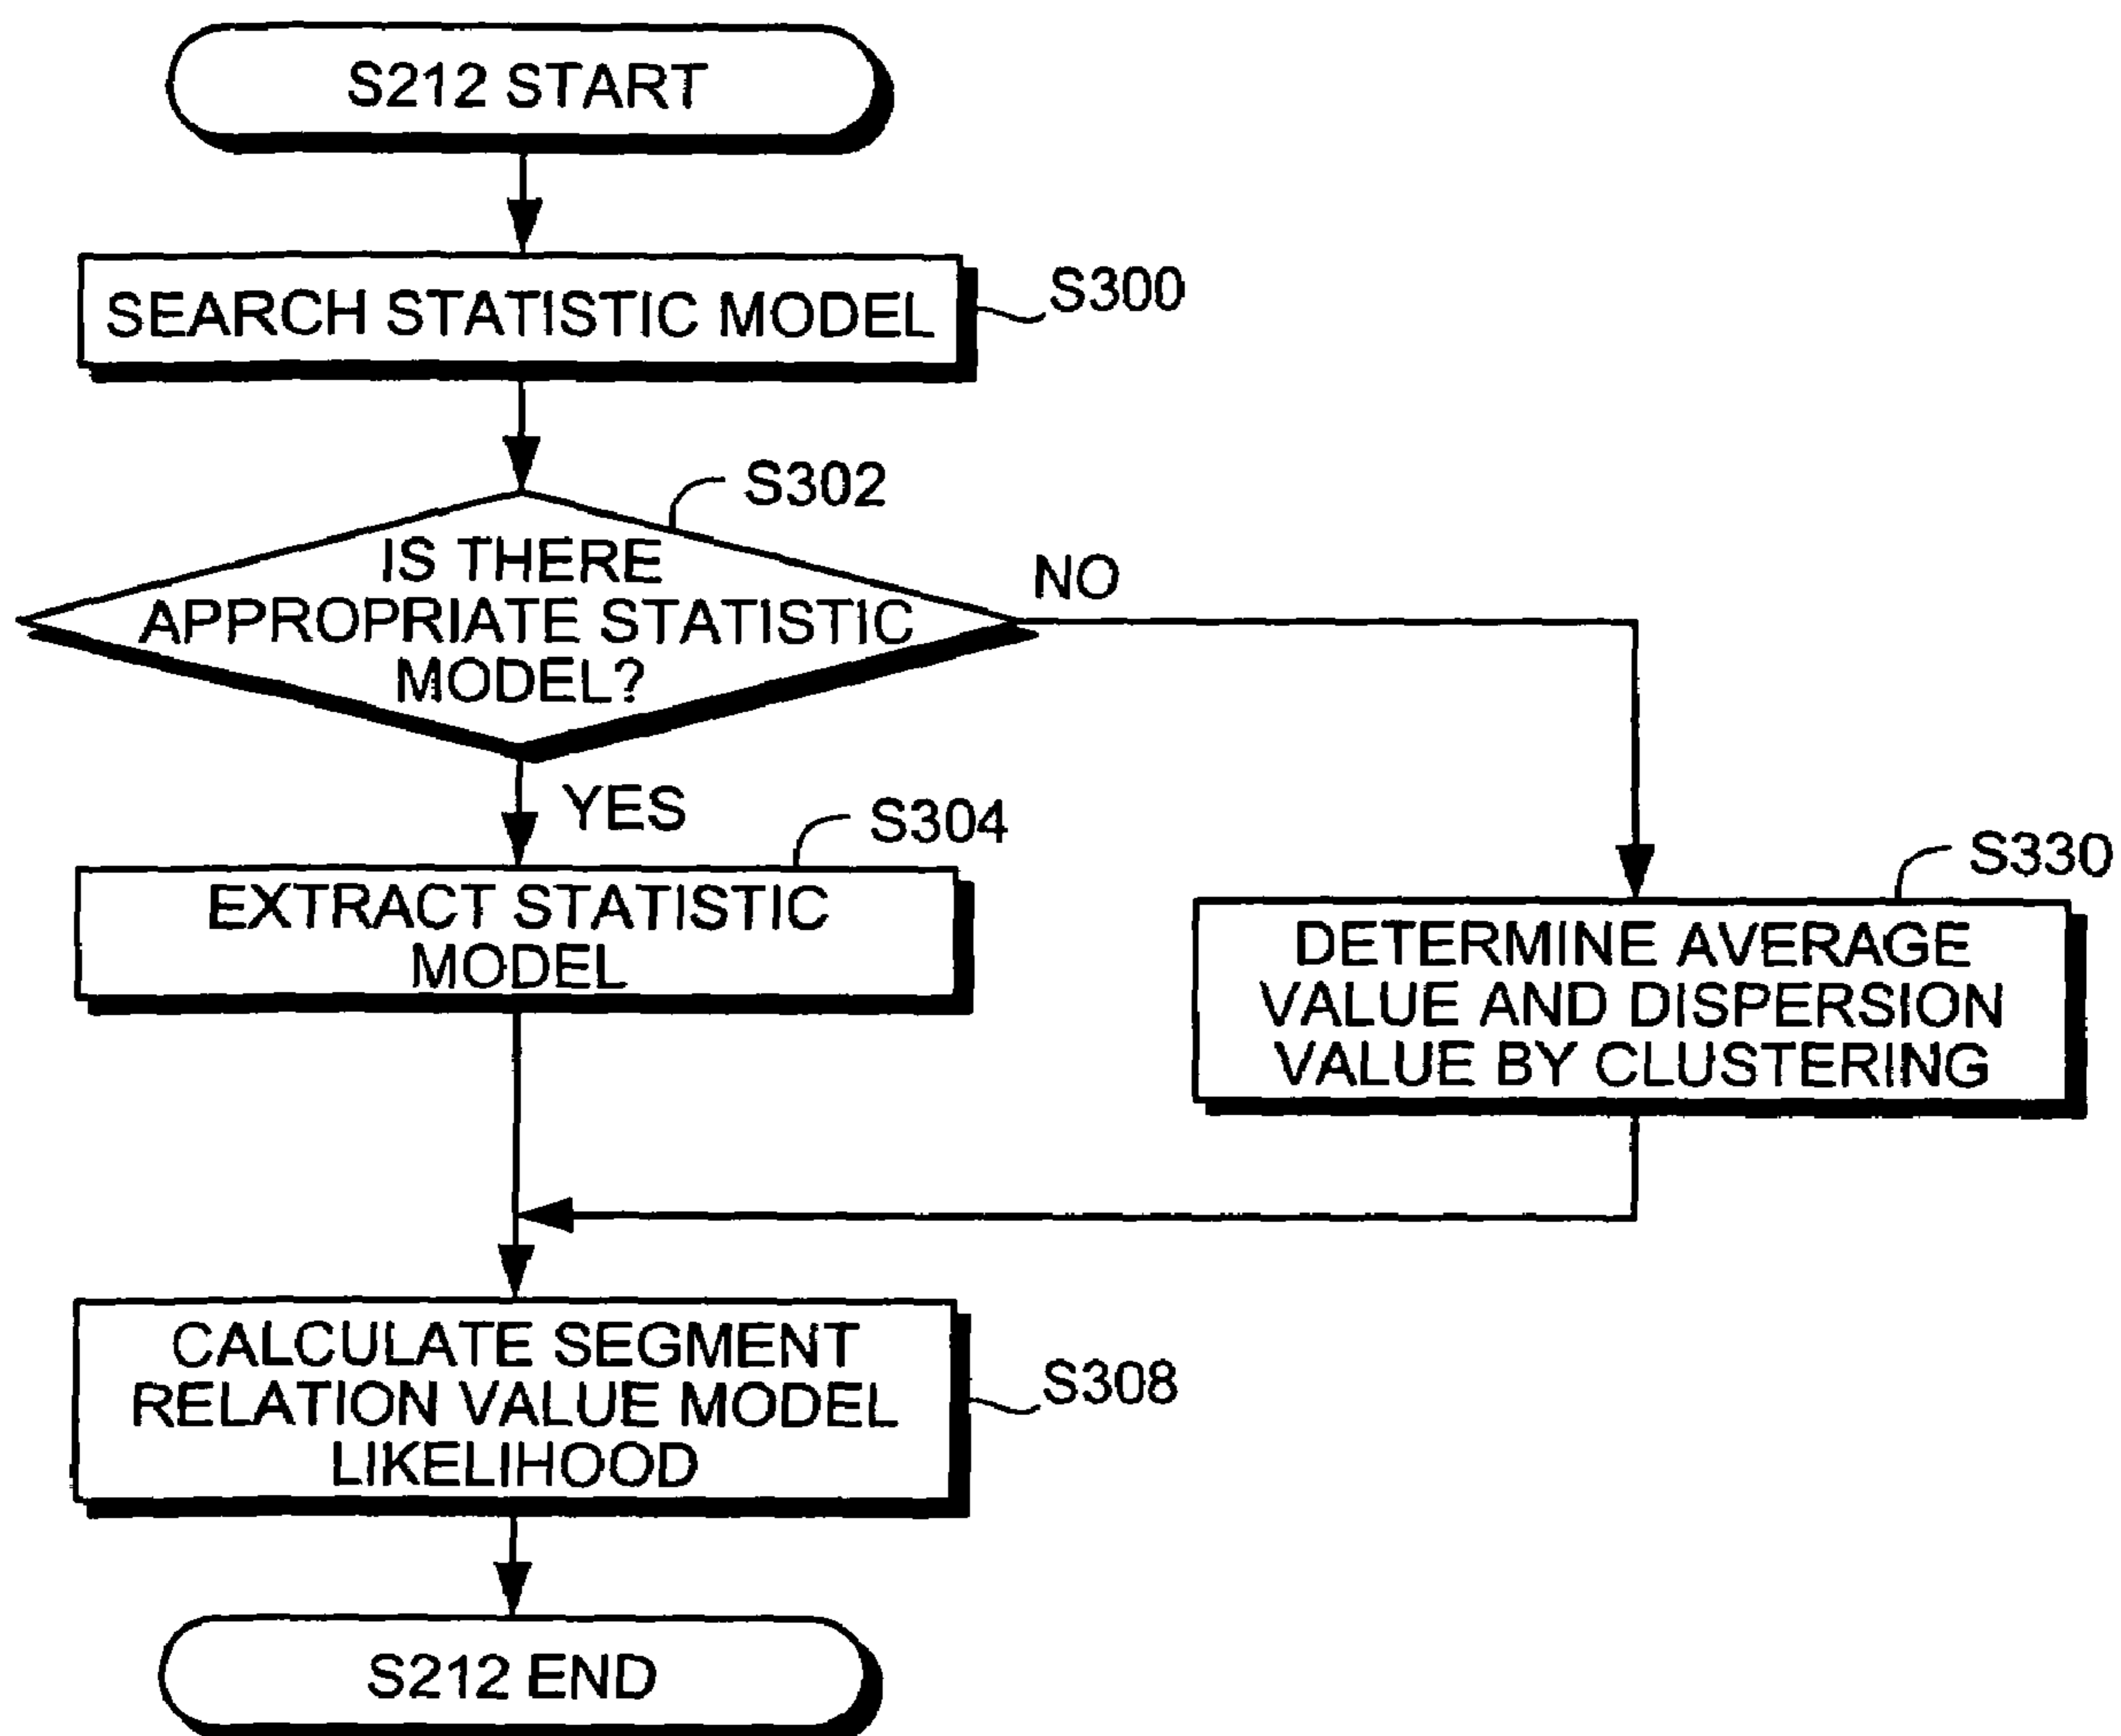 S212 START
SEARCH STATISTIC MODEL
S300
S302
IS THERE
APPROPRIATE STATISTIC
MODEL?
NO
YES
S304
EXTRACT STATISTIC
MODEL
S330
DETERMINE AVERAGE
VALUE AND DISPERSION
VALUE BY CLUSTERING
CALCULATE SEGMENT
RELATION VALUE MODEL
LIKELIHOOD
S308
S212 END